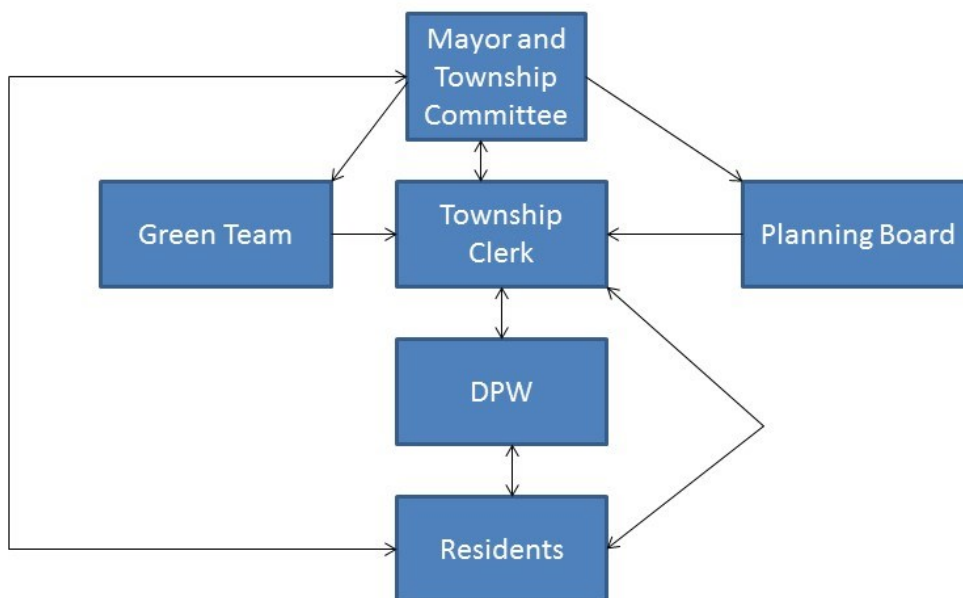 Mayor and
Township
Committee
Green Team
Township
Clerk
Planning Board
DPW
Residents